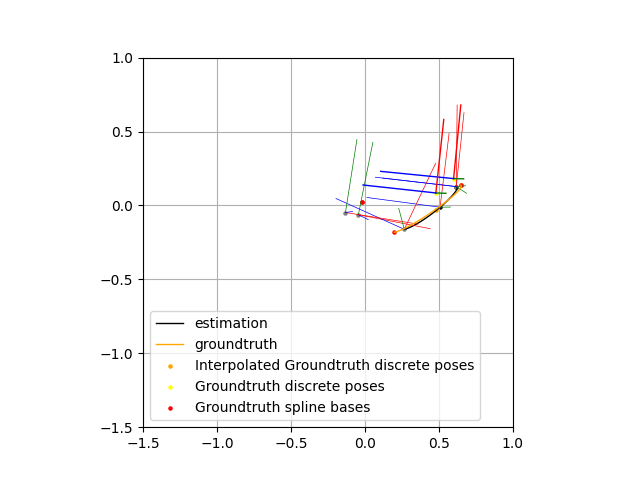 1.0
0.5
0.0
−0.5
−1.0
−1.5
estimation
groundtruth
Interpolated Groundtruth discrete poses
Groundtruth discrete poses
Groundtruth spline bases
−1.5 −1.0 −0.5 0.0 0.5 1.0